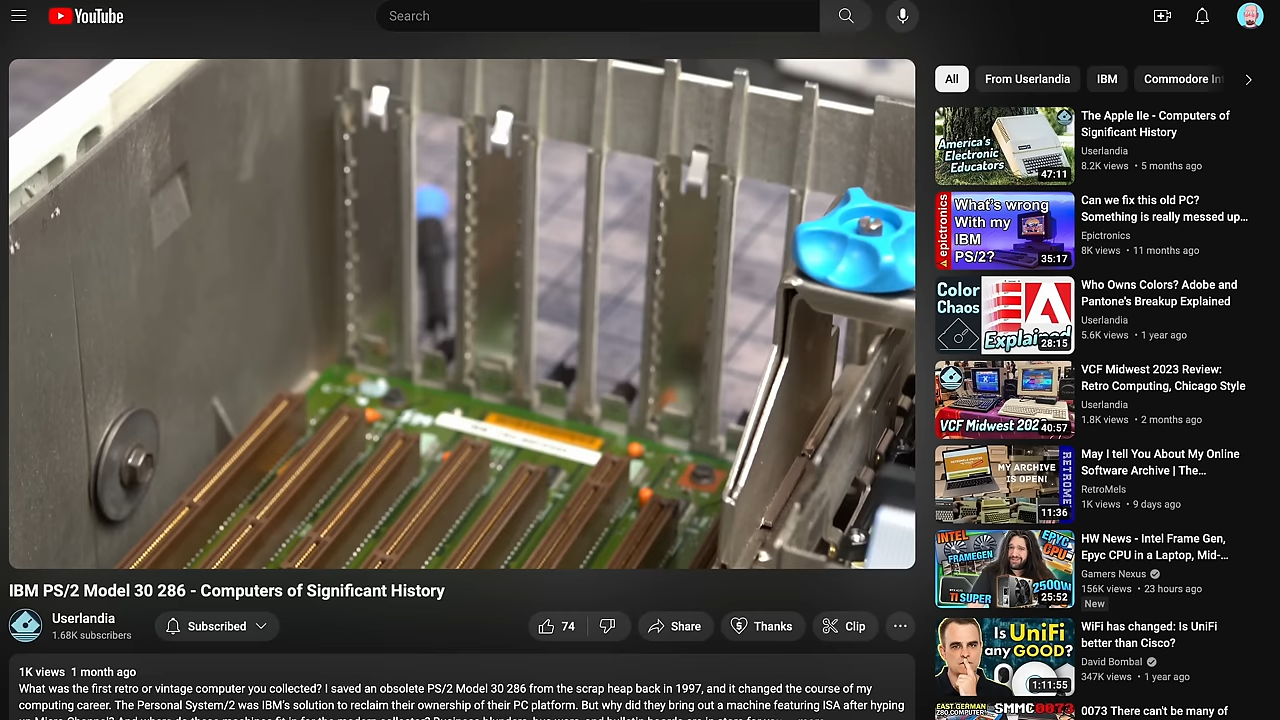 YouTube
Search
All
From Userlandia
IBM
Commodore Int
America's
Electronic
Educators
47:11
The Apple IIe - Computers of
Significant History
Userlandia
8.2K views • 5 months ago
epictronics
What's wrong
With my
IBM
PS/2?
35:17
Can we fix this old PC?
Something is really messed up...
Epictronics
8K views • 11 months ago
Color
Chaos
Explained
28:15
Who Owns Colors? Adobe and
Pantone's Breakup Explained
Userlandia
5.6K views • 1 year ago
VCF Midwest 202
40:57
VCF Midwest 2023 Review:
Retro Computing, Chicago Style
Userlandia
1.8K views • 2 months ago
MY ARCHIVE
IS OPEN!
RETROME
11:36
May I tell You About My Online
Software Archive | The...
RetroMels
1K views • 9 days ago
INTEL
FRAMEGEN
EPYC
CPU
TI SUPER
2500W
25:52
HW News - Intel Frame Gen,
Epyc CPU in a Laptop, Mid-...
Gamers Nexus
156K views • 23 hours ago
New
Is UniFi
any GOOD?
1:11:55
WiFi has changed: Is UniFi
better than Cisco?
David Bombal
347K views • 1 year ago
EAST GERMAN
Z80 COMPUTER!
SMMC 0073
0073 There can't be many of
IBM PS/2 Model 30 286 - Computers of Significant History
Userlandia
1.68K subscribers
Subscribed
74
Share
Thanks
Clip
1K views 1 month ago
What was the first retro or vintage computer you collected? I saved an obsolete PS/2 Model 30 286 from the scrap heap back in 1997, and it changed the course of my
computing career. The Personal System/2 was IBM's solution to reclaim their ownership of their PC platform. But why did they bring out a machine featuring ISA after hyping